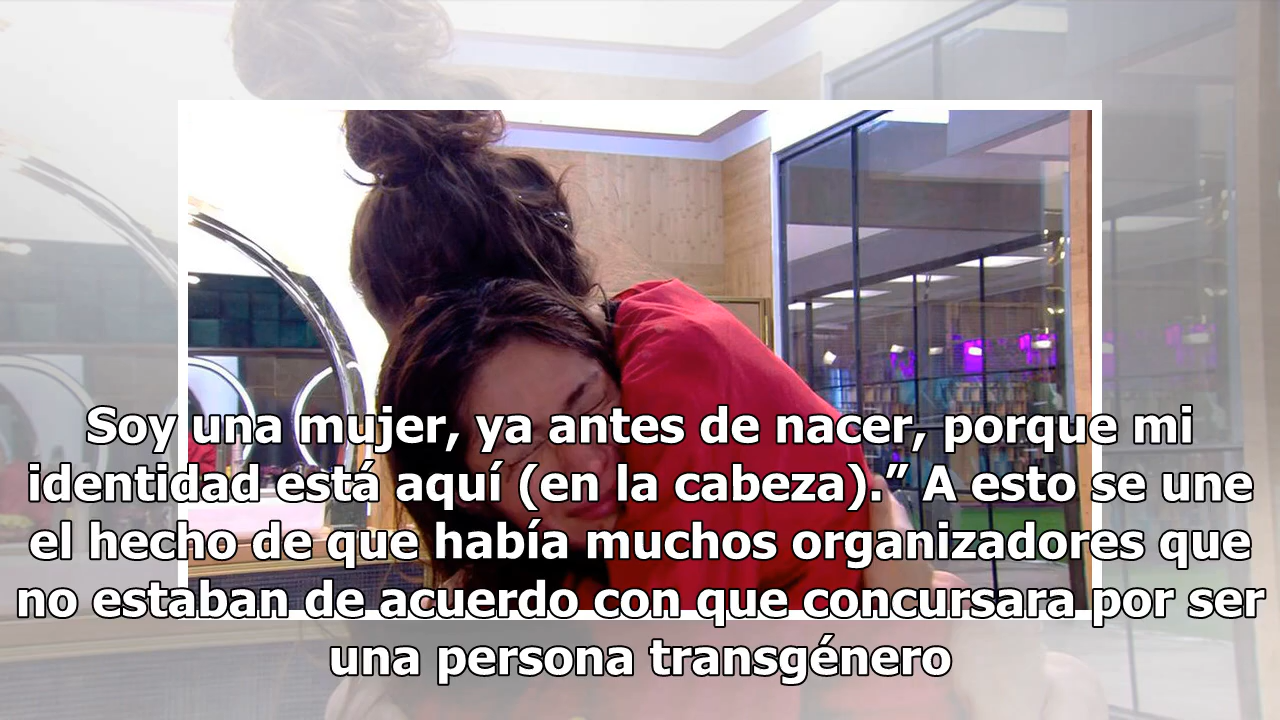 Soy una mujer, ya antes de nacer, porque mi
identidad está aquí (en la cabeza).” A esto se une
el hecho de que había muchos organizadores que
no estaban de acuerdo con que concursara por ser
una persona transgénero